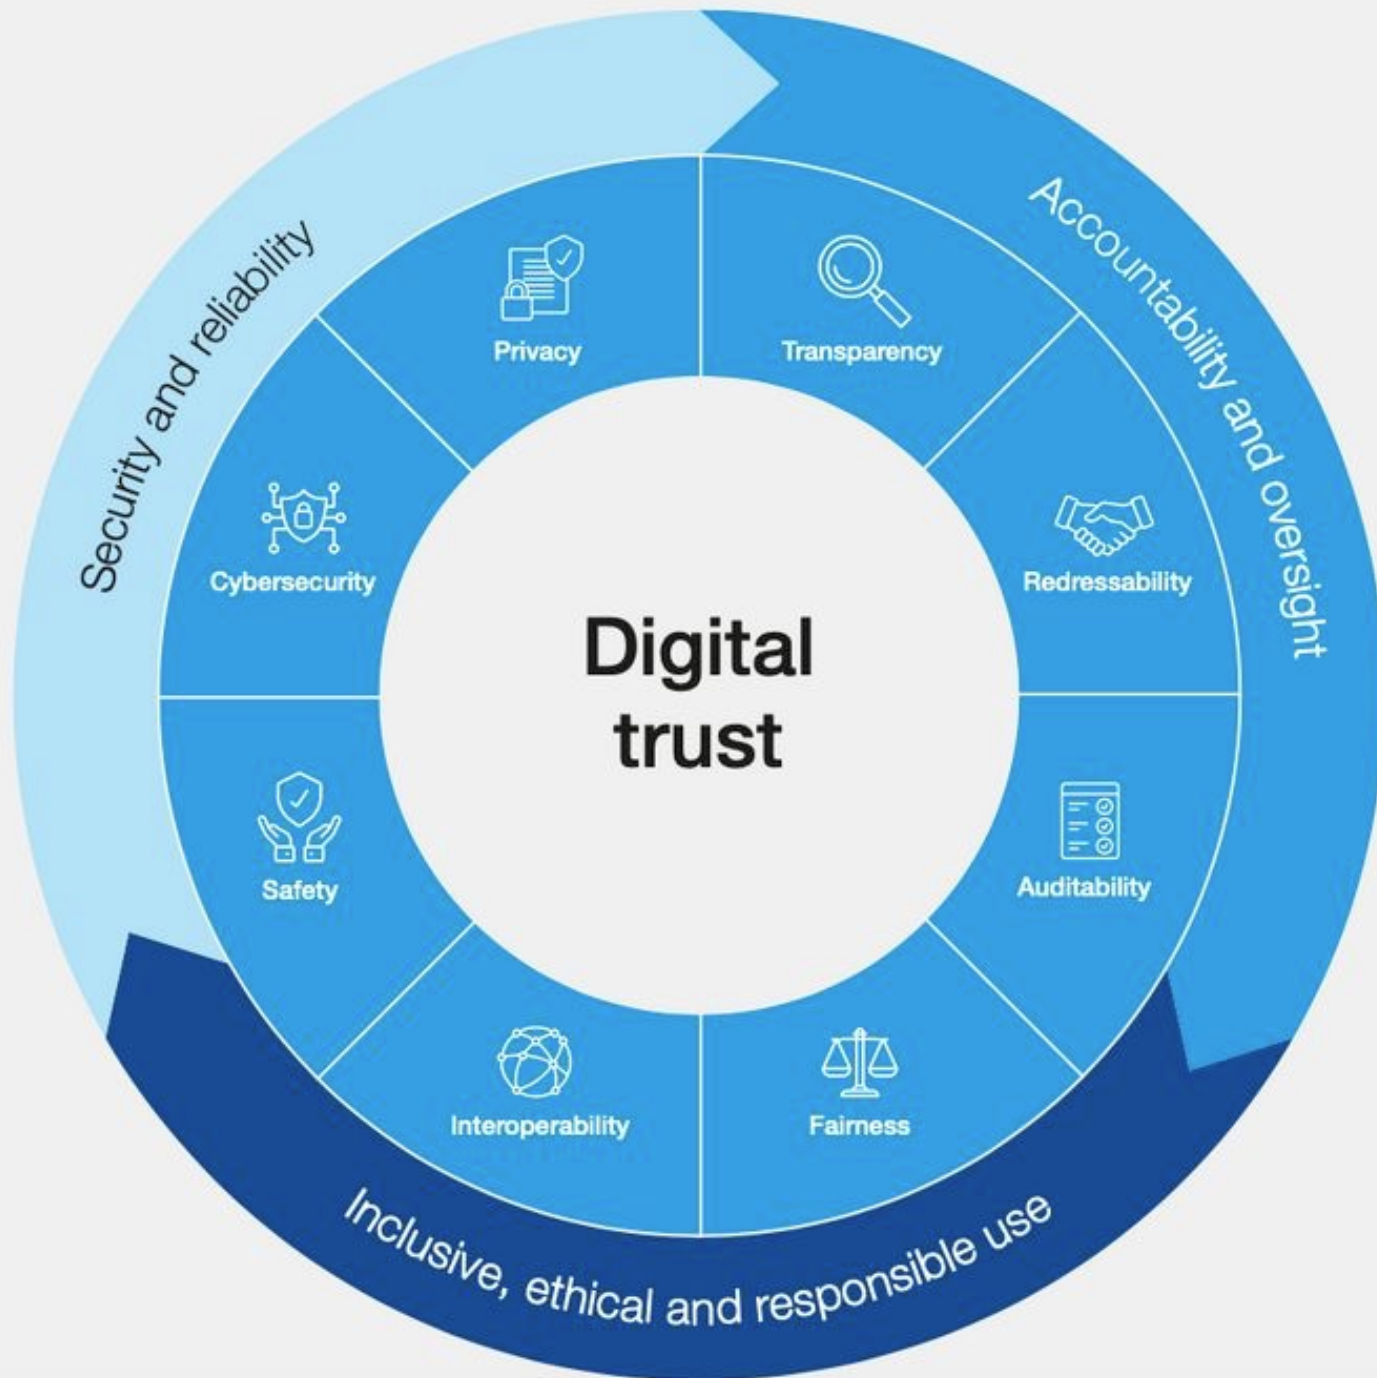 Security and reliability
Accountability and oversight
Inclusive, ethical and responsible use
Privacy
Transparency
Cybersecurity
Redressability
Digital
trust
Safety
Auditability
Interoperability
Fairness